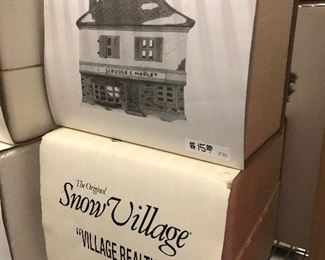 SCROOGE & MARLEY
$15.00
The Original
Snow Village®
"VILLAGE REALTY